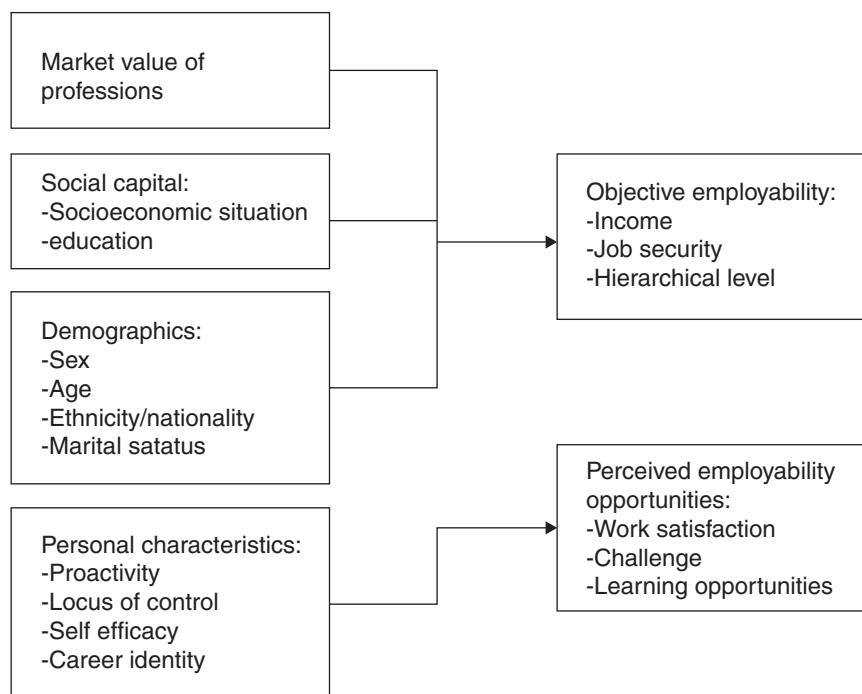 Market value of
professions
Social capital:
-Socioeconomic situation
-education
Demographics:
-Sex
-Age
-Ethnicity/nationality
-Marital satatus
Personal characteristics:
-Proactivity
-Locus of control
-Self efficacy
-Career identity
Objective employability:
-Income
-Job security
-Hierarchical level
Perceived employability
opportunities:
-Work satisfaction
-Challenge
-Learning opportunities